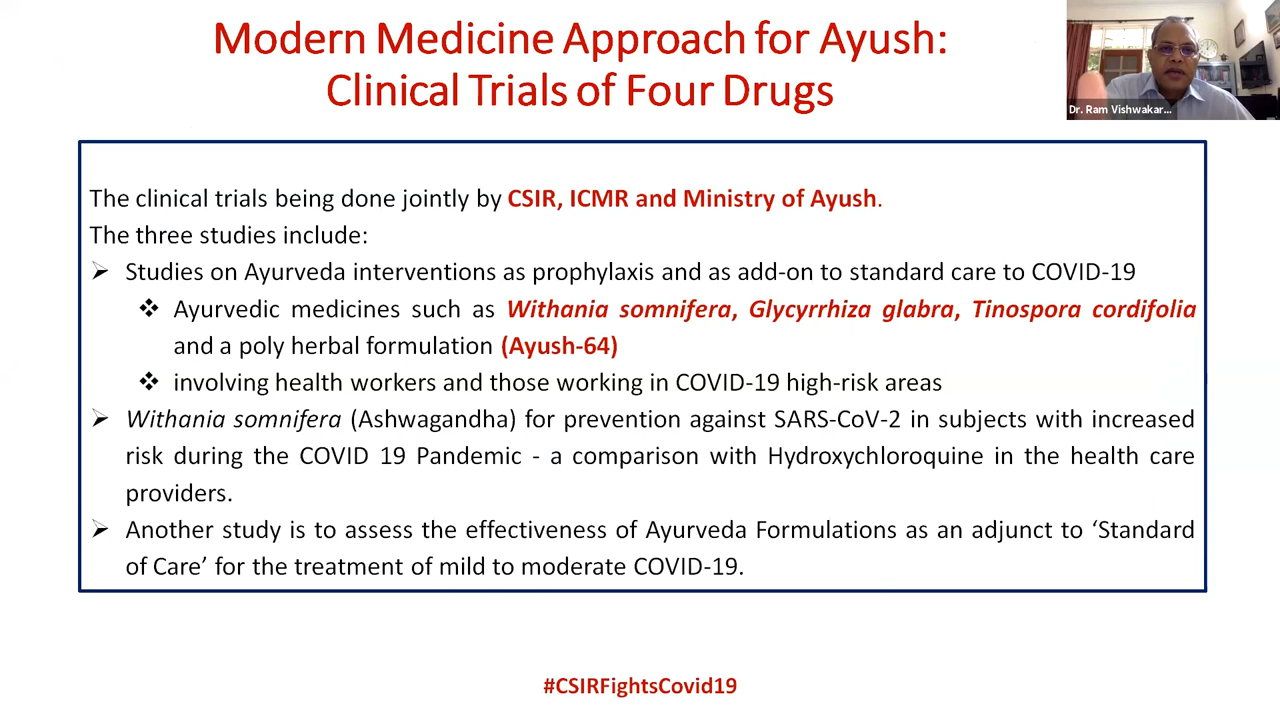 Modern Medicine Approach for Ayush:
Clinical Trials of Four Drugs
Dr. Ram Vishwakar...
The clinical trials being done jointly by CSIR, ICMR and Ministry of Ayush.
The three studies include:
➢ Studies on Ayurveda interventions as prophylaxis and as add-on to standard care to COVID-19
❖ Ayurvedic medicines such as Withania somnifera, Glycyrrhiza glabra, Tinospora cordifolia
and a poly herbal formulation (Ayush-64)
❖ involving health workers and those working in COVID-19 high-risk areas
➢ Withania somnifera (Ashwagandha) for prevention against SARS-CoV-2 in subjects with increased
risk during the COVID 19 Pandemic - a comparison with Hydroxychloroquine in the health care
providers.
➢ Another study is to assess the effectiveness of Ayurveda Formulations as an adjunct to ‘Standard
of Care’ for the treatment of mild to moderate COVID-19.
#CSIRFightsCovid19